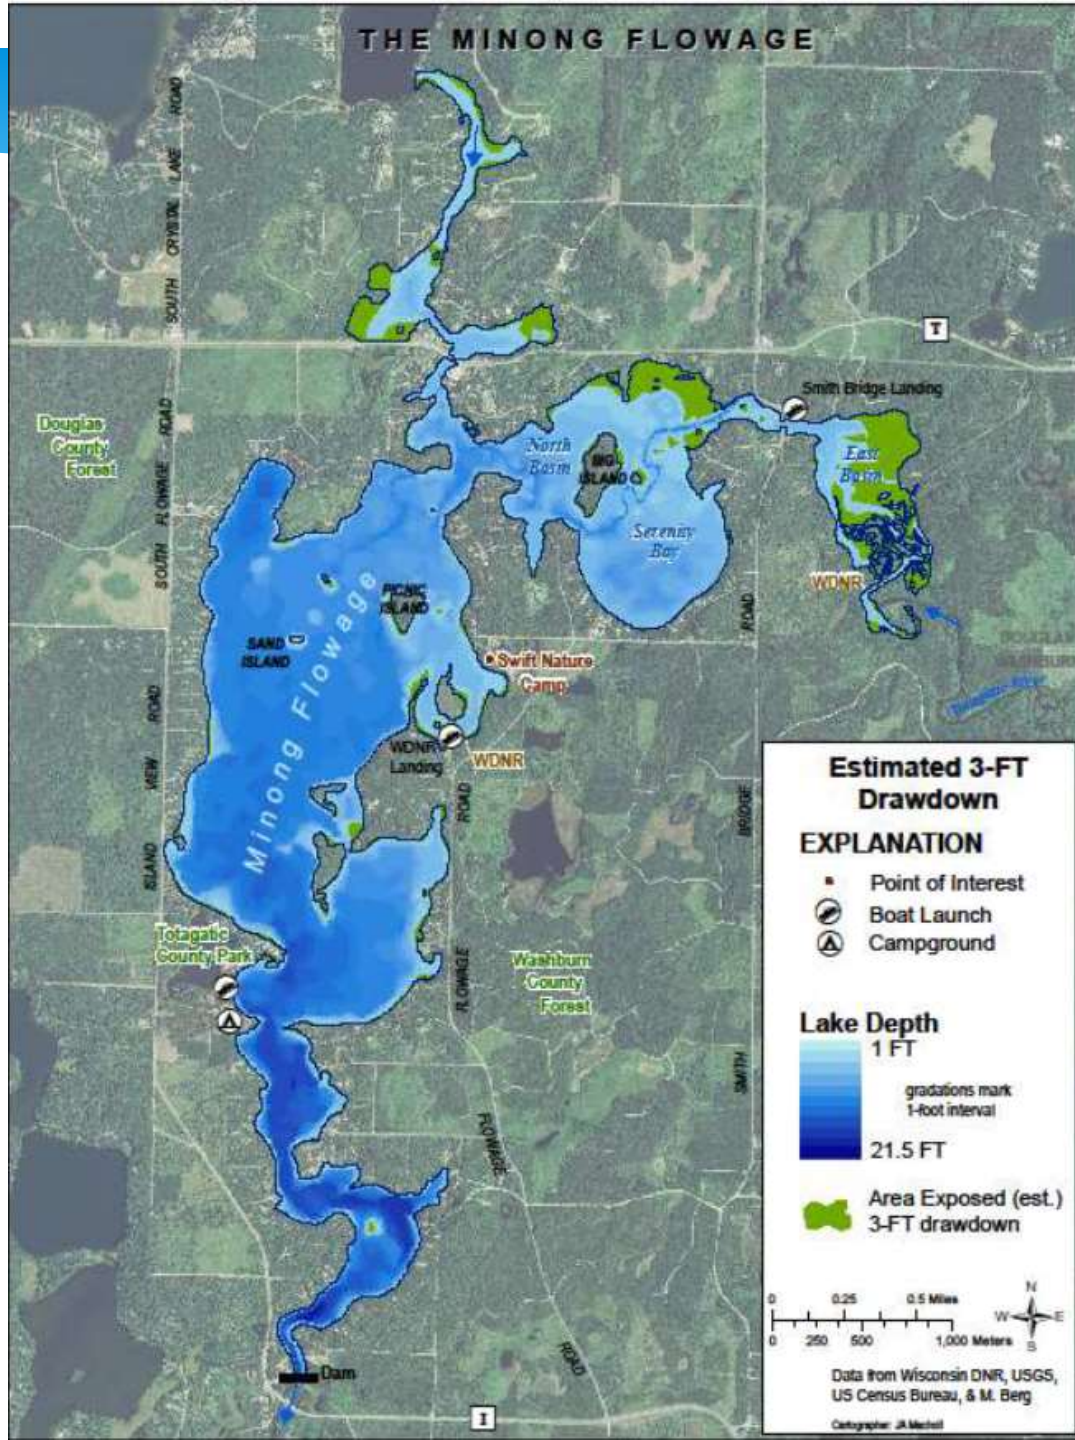 THE MINONG FLOWAGE
SOUTH CRYSTAL LAKE ROAD
T
Smith Bridge Landing
Douglas
County
Forest
SOUTH FLOWAGE ROAD
North
Basin
BIG
ISLAND
East
Basin
Serenity
Bay
WDNR
PICNIC
ISLAND
SAND
ISLAND
Minong Flowage
Swift Nature
Camp
DOUGLAS
WASHBURN
Totagatic River
WDNR
Landing
WDNR
ISLAND VIEW ROAD
SMITH BRIDGE ROAD
FLOWAGE ROAD
Totagatic
County Park
Washburn
County
Forest
FLOWAGE
ROAD
Dam
I
Estimated 3-FT
Drawdown
EXPLANATION
Point of Interest
Boat Launch
Campground
Lake Depth
1 FT
gradations mark
1-foot interval
21.5 FT
Area Exposed (est.)
3-FT drawdown
N
W E
S
0 0.25 0.5 Miles
0 250 500 1,000 Meters
Data from Wisconsin DNR, USGS,
US Census Bureau, & M. Berg
Cartographer: JA